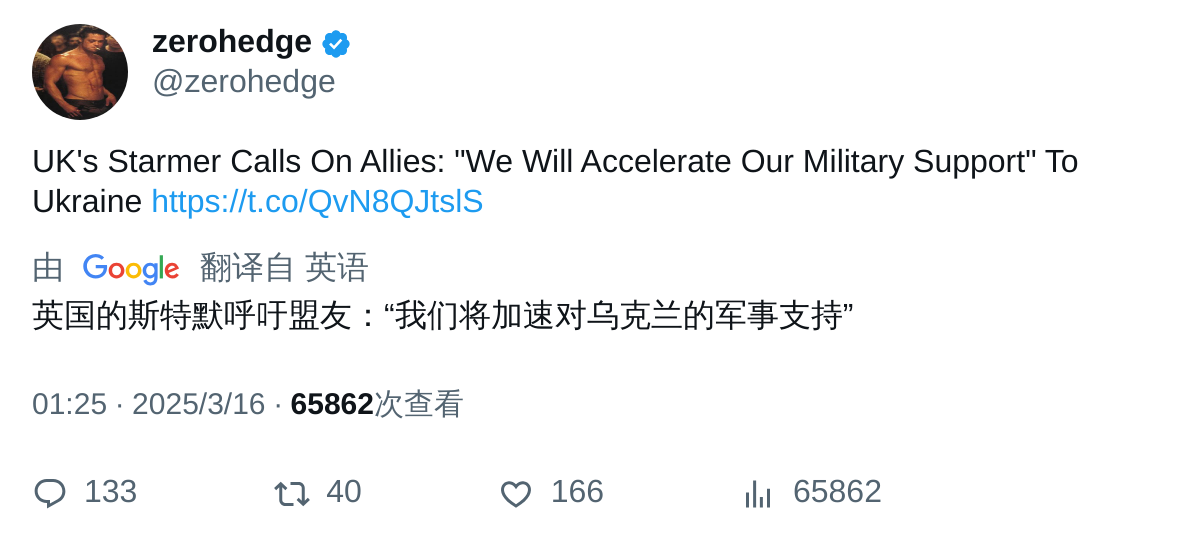 zerohedge
@zerohedge
UK's Starmer Calls On Allies: "We Will Accelerate Our Military Support" To
Ukraine https://t.co/QvN8QJtslS
由 Google 翻译自 英语
英国的斯特默呼吁盟友：“我们将加速对乌克兰的军事支持”
01:25 · 2025/3/16 · 65862次查看
133 40 166 65862